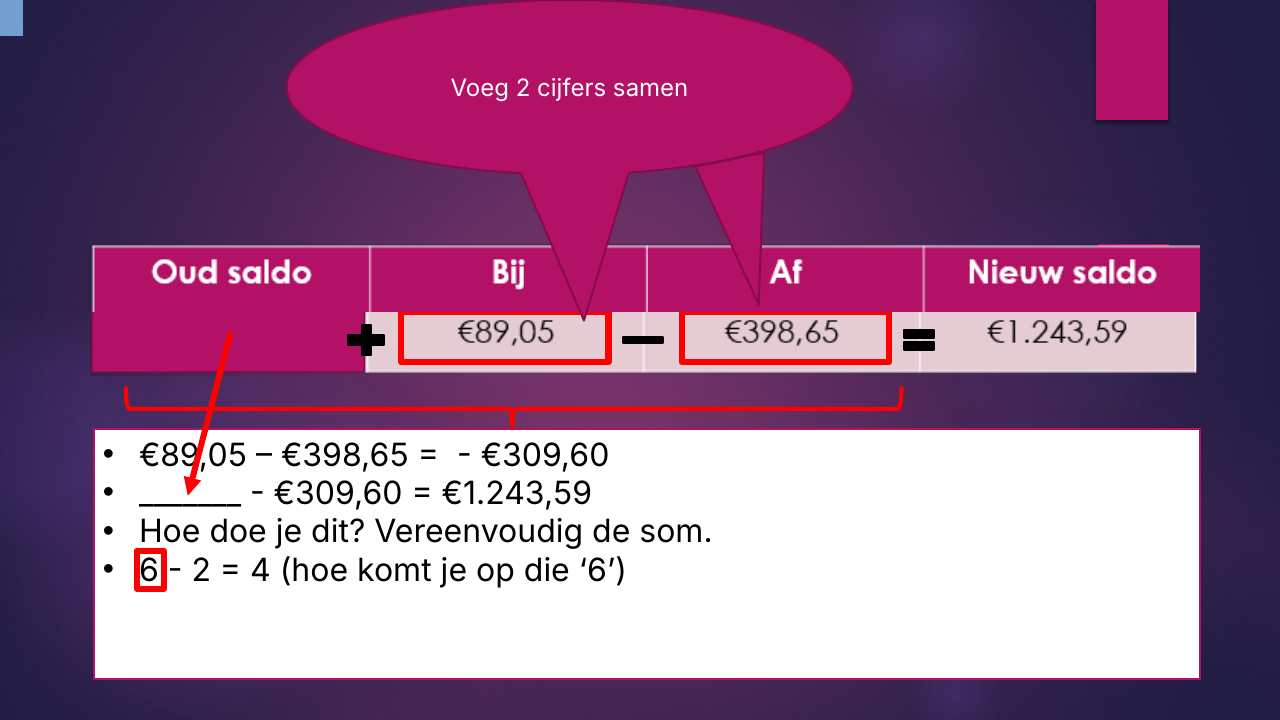 Voeg 2 cijfers samen
Oud saldo Bij Af Nieuw saldo
+ €89,05 – €398,65 = €1.243,59
• €89,05 – €398,65 =  - €309,60
• _______ - €309,60 = €1.243,59
• Hoe doe je dit? Vereenvoudig de som.
• 6 - 2 = 4 (hoe komt je op die ‘6’)